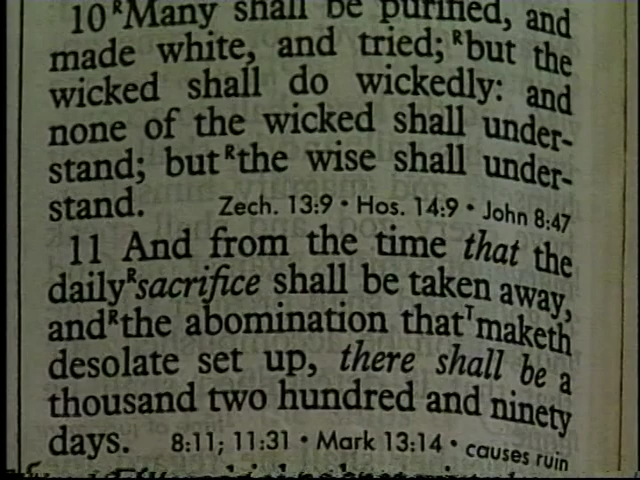 10 ᴿMany shall be purified, and
made white, and tried; ᴿbut the
wicked shall do wickedly: and
none of the wicked shall under-
stand; but ᴿthe wise shall under-
stand. Zech. 13:9 • Hos. 14:9 • John 8:47
11 And from the time that the
daily ᴿsacrifice shall be taken away,
and ᴿthe abomination that ᵀmaketh
desolate set up, there shall be a
thousand two hundred and ninety
days. 8:11; 11:31 • Mark 13:14 • causes ruin